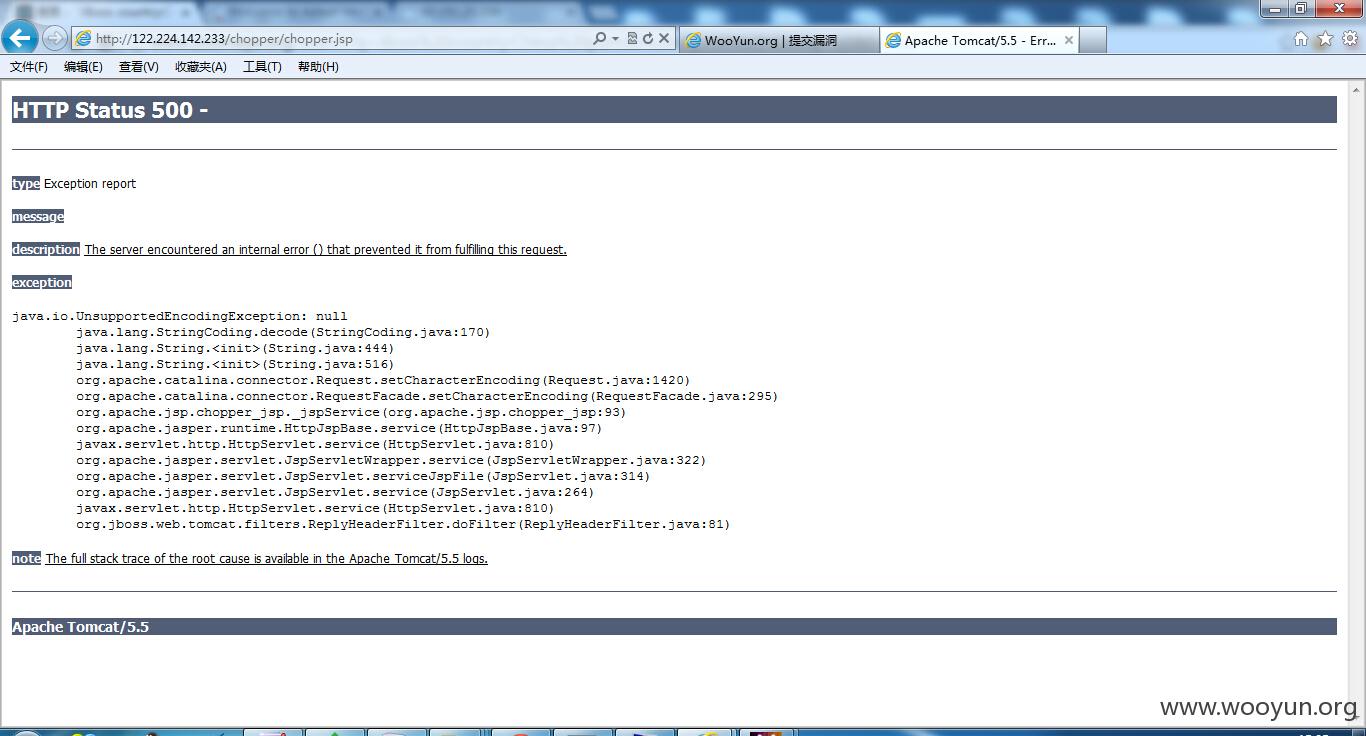 http://122.224.142.233/chopper/chopper.jsp
WooYun.org | 提交漏洞
Apache Tomcat/5.5 - Err...
文件(F) 编辑(E) 查看(V) 收藏夹(A) 工具(T) 帮助(H)
HTTP Status 500 -
type Exception report
message
description The server encountered an internal error () that prevented it from fulfilling this request.
exception
java.io.UnsupportedEncodingException: null
java.lang.StringCoding.decode(StringCoding.java:170)
java.lang.String.<init>(String.java:444)
java.lang.String.<init>(String.java:516)
org.apache.catalina.connector.Request.setCharacterEncoding(Request.java:1420)
org.apache.catalina.connector.RequestFacade.setCharacterEncoding(RequestFacade.java:295)
org.apache.jsp.chopper_jsp._jspService(org.apache.jsp.chopper_jsp:93)
org.apache.jasper.runtime.HttpJspBase.service(HttpJspBase.java:97)
javax.servlet.http.HttpServlet.service(HttpServlet.java:810)
org.apache.jasper.servlet.JspServletWrapper.service(JspServletWrapper.java:322)
org.apache.jasper.servlet.JspServlet.serviceJspFile(JspServlet.java:314)
org.apache.jasper.servlet.JspServlet.service(JspServlet.java:264)
javax.servlet.http.HttpServlet.service(HttpServlet.java:810)
org.jboss.web.tomcat.filters.ReplyHeaderFilter.doFilter(ReplyHeaderFilter.java:81)
note The full stack trace of the root cause is available in the Apache Tomcat/5.5 logs.
Apache Tomcat/5.5
www.wooyun.org